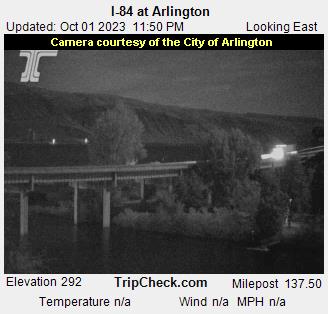 I-84 at Arlington
Updated: Oct 01 2023 11:50 PM Looking East
Camera courtesy of the City of Arlington
Elevation 292 TripCheck.com Milepost 137.50
Temperature n/a Wind n/a MPH n/a